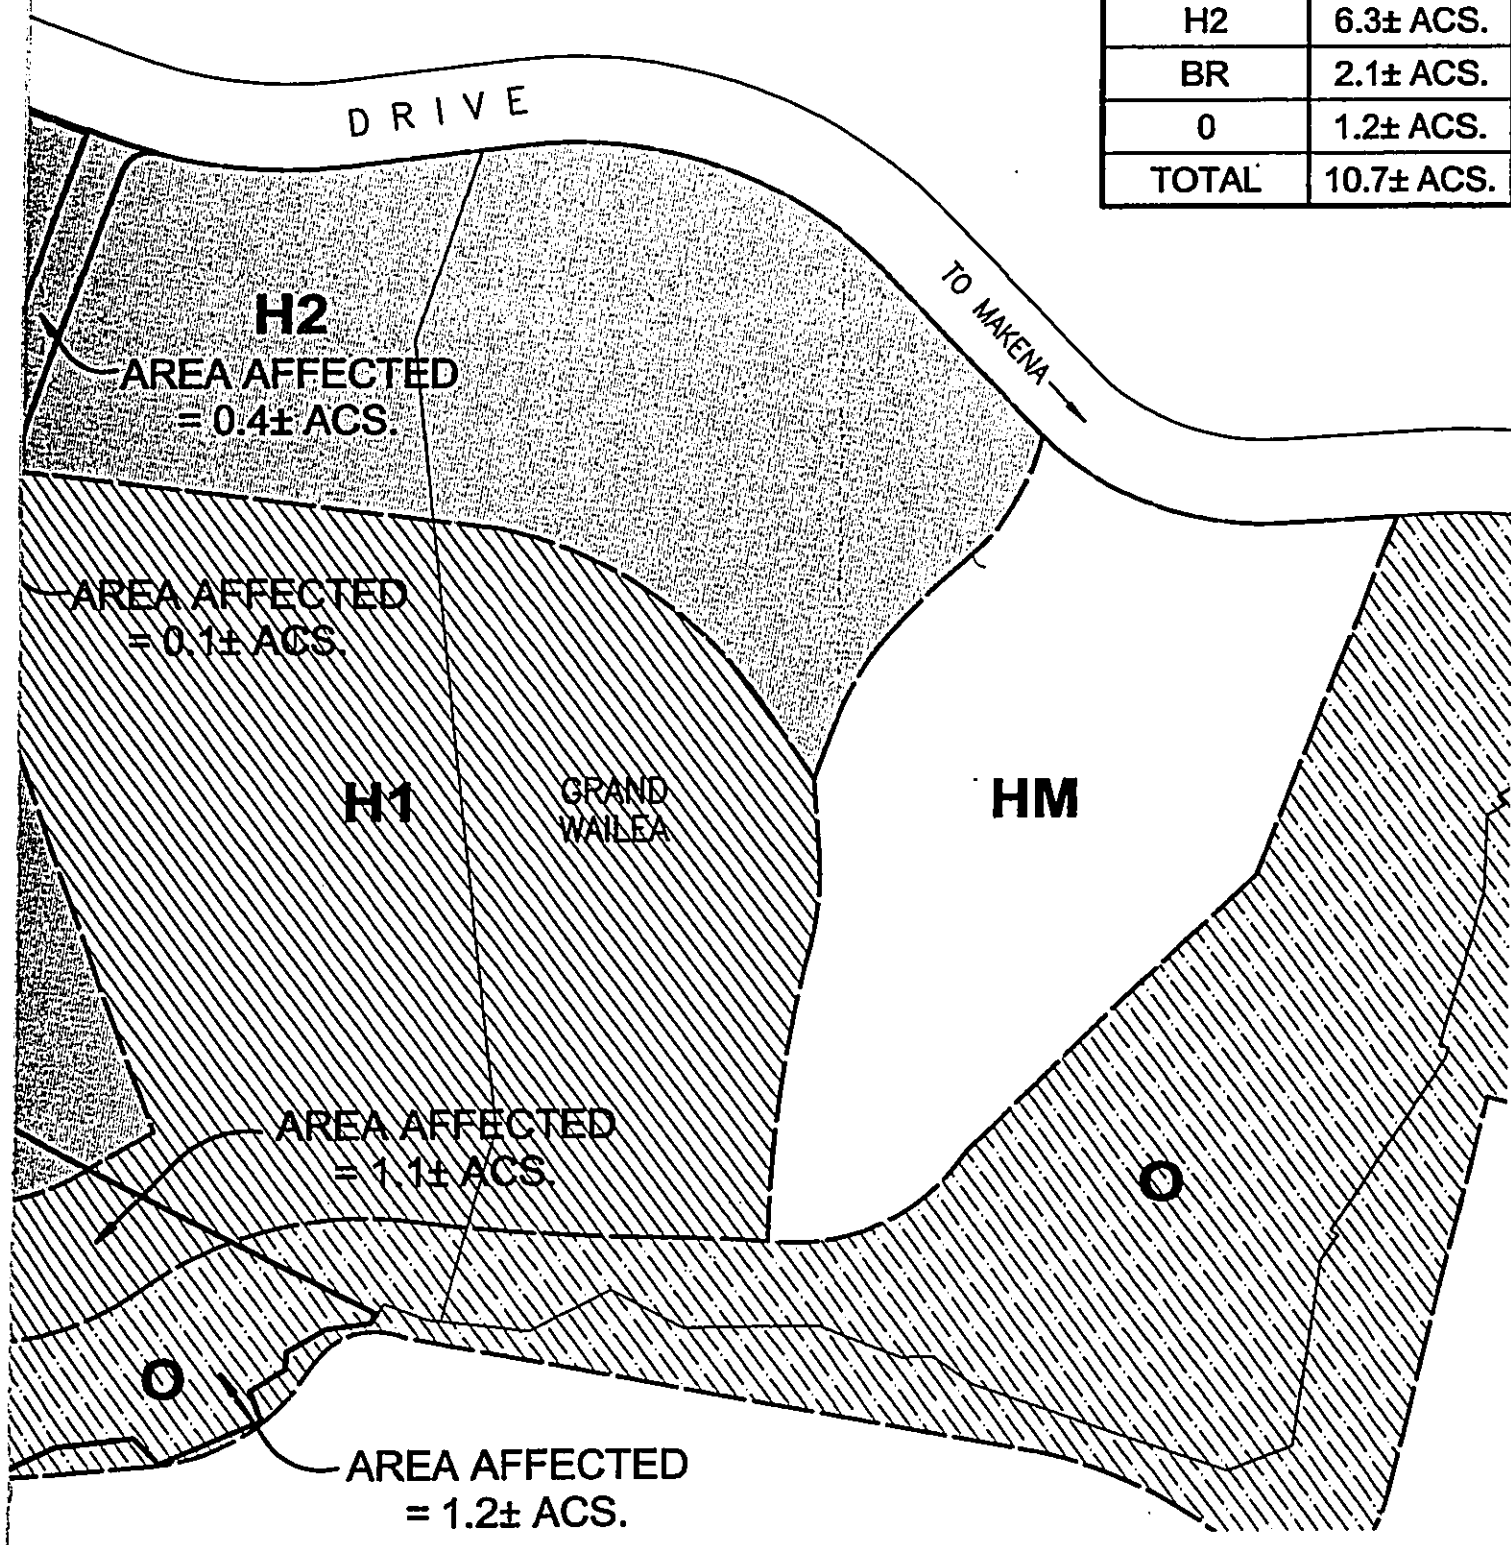 H2 6.3± ACS.
BR 2.1± ACS.
0 1.2± ACS.
TOTAL 10.7± ACS.
DRIVE
TO MAKENA
H2
AREA AFFECTED
= 0.4± ACS.
AREA AFFECTED
= 0.1± ACS.
H1
GRAND
WAILEA
HM
AREA AFFECTED
= 1.1± ACS.
O
O
AREA AFFECTED
= 1.2± ACS.